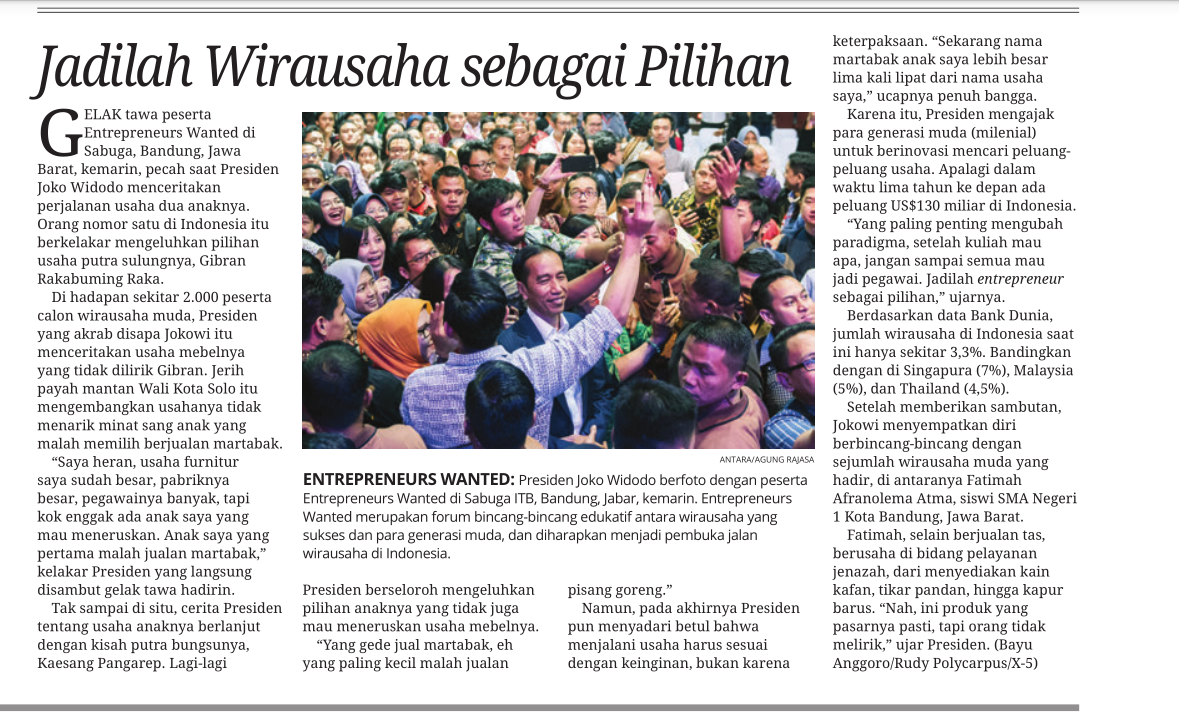 Jadilah Wirausaha sebagai Pilihan
GELAK tawa peserta
Entrepreneurs Wanted di
Sabuga, Bandung, Jawa
Barat, kemarin, pecah saat Presiden
Joko Widodo menceritakan
perjalanan usaha dua anaknya.
Orang nomor satu di Indonesia itu
berkelakar mengeluhkan pilihan
usaha putra sulungnya, Gibran
Rakabuming Raka.
Di hadapan sekitar 2.000 peserta
calon wirausaha muda, Presiden
yang akrab disapa Jokowi itu
menceritakan usaha mebelnya
yang tidak dilirik Gibran. Jerih
payah mantan Wali Kota Solo itu
mengembangkan usahanya tidak
menarik minat sang anak yang
malah memilih berjualan martabak.
“Saya heran, usaha furnitur
saya sudah besar, pabriknya
besar, pegawainya banyak, tapi
kok enggak ada anak saya yang
mau meneruskan. Anak saya yang
pertama malah jualan martabak,”
kelakar Presiden yang langsung
disambut gelak tawa hadirin.
Tak sampai di situ, cerita Presiden
tentang usaha anaknya berlanjut
dengan kisah putra bungsunya,
Kaesang Pangarep. Lagi-lagi
ANTARA/AGUNG RAJASA
ENTREPRENEURS WANTED: Presiden Joko Widodo berfoto dengan peserta
Entrepreneurs Wanted di Sabuga ITB, Bandung, Jabar, kemarin. Entrepreneurs
Wanted merupakan forum bincang-bincang edukatif antara wirausaha yang
sukses dan para generasi muda, dan diharapkan menjadi pembuka jalan
wirausaha di Indonesia.
Presiden berseloroh mengeluhkan
pilihan anaknya yang tidak juga
mau meneruskan usaha mebelnya.
“Yang gede jual martabak, eh
yang paling kecil malah jualan
pisang goreng.”
Namun, pada akhirnya Presiden
pun menyadari betul bahwa
menjalani usaha harus sesuai
dengan keinginan, bukan karena
keterpaksaan. “Sekarang nama
martabak anak saya lebih besar
lima kali lipat dari nama usaha
saya,” ucapnya penuh bangga.
Karena itu, Presiden mengajak
para generasi muda (milenial)
untuk berinovasi mencari peluang-
peluang usaha. Apalagi dalam
waktu lima tahun ke depan ada
peluang US$130 miliar di Indonesia.
“Yang paling penting mengubah
paradigma, setelah kuliah mau
apa, jangan sampai semua mau
jadi pegawai. Jadilah entrepreneur
sebagai pilihan,” ujarnya.
Berdasarkan data Bank Dunia,
jumlah wirausaha di Indonesia saat
ini hanya sekitar 3,3%. Bandingkan
dengan di Singapura (7%), Malaysia
(5%), dan Thailand (4,5%).
Setelah memberikan sambutan,
Jokowi menyempatkan diri
berbincang-bincang dengan
sejumlah wirausaha muda yang
hadir, di antaranya Fatimah
Afranolema Atma, siswi SMA Negeri
1 Kota Bandung, Jawa Barat.
Fatimah, selain berjualan tas,
berusaha di bidang pelayanan
jenazah, dari menyediakan kain
kafan, tikar pandan, hingga kapur
barus. “Nah, ini produk yang
pasarnya pasti, tapi orang tidak
melirik,” ujar Presiden. (Bayu
Anggoro/Rudy Polycarpus/X-5)